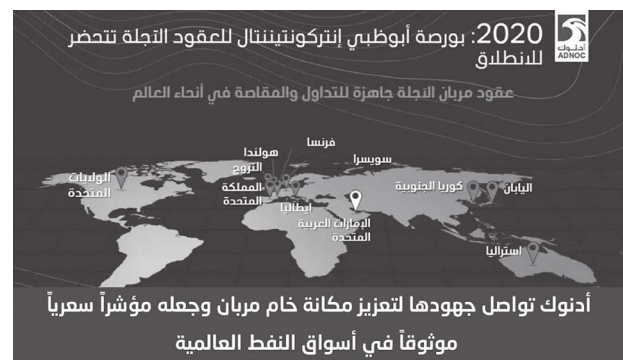 2020: بورصة أبوظبي إنتركونتيننتال للعقود الآجلة تتحضر
للانطلاق
أدنوك
ADNOC
عقود مربان الآجلة جاهزة للتداول والمقاصة في أنحاء العالم
فرنسا
هولندا
سويسرا
النروج
الولايات
المتحدة
المملكة
المتحدة
إيطاليا
الإمارات العربية
المتحدة
كوريا الجنوبية
اليابان
استراليا
أدنوك تواصل جهودها لتعزيز مكانة خام مربان وجعله مؤشراً سعرياً
موثوقاً في أسواق النفط العالمية